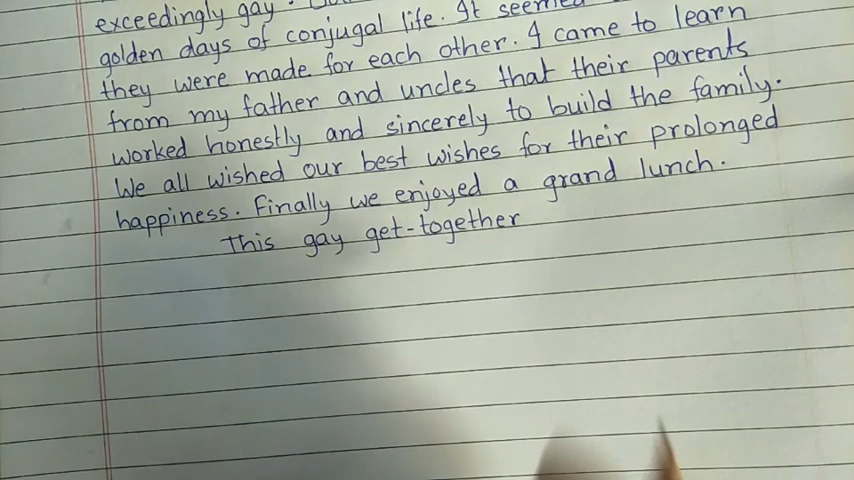 exceedingly gay.
golden days of conjugal life. It seemed
they were made for each other. I came to learn
from my father and uncles that their parents
worked honestly and sincerely to build the family.
We all wished our best wishes for their prolonged
happiness. Finally we enjoyed a grand lunch.
This gay get-together